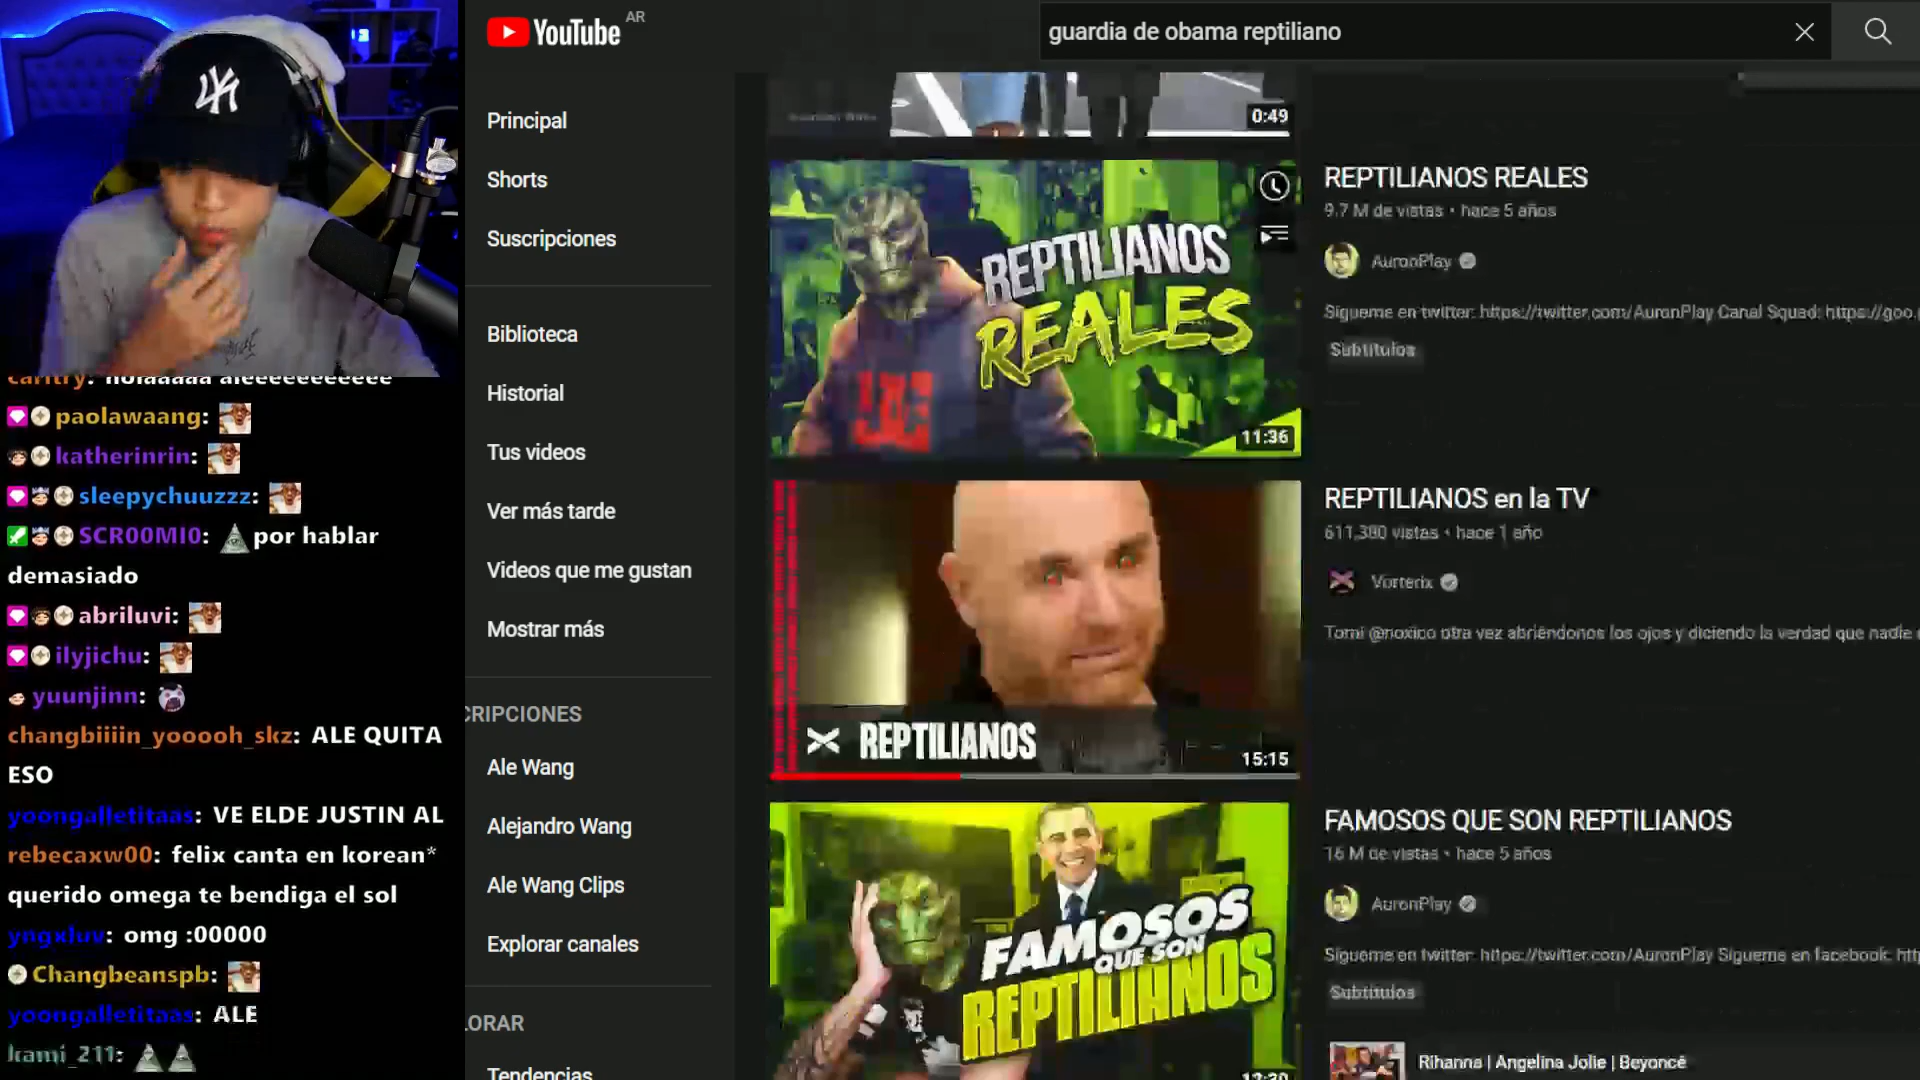 YouTube AR
guardia de obama reptiliano
Principal
Shorts
Suscripciones
Biblioteca
Historial
Tus videos
Ver más tarde
Videos que me gustan
Mostrar más
CRIPCIONES
Ale Wang
Alejandro Wang
Ale Wang Clips
Explorar canales
LORAR
Tendencias
0:49
REPTILIANOS
REALES
11:36
REPTILIANOS REALES
9.7 M de vistas • hace 5 años
AuronPlay
Sígueme en twitter: https://twitter.com/AuronPlay Canal Squad: https://goo.
Subtítulos
REPTILIANOS
15:15
REPTILIANOS en la TV
611,380 vistas • hace 1 año
Vorterix
Tomi @noxico otra vez abriéndonos los ojos y diciendo la verdad que nadie
FAMOSOS
QUE SON
REPTILIANOS
12:30
FAMOSOS QUE SON REPTILIANOS
16 M de vistas • hace 5 años
AuronPlay
Sígueme en twitter: https://twitter.com/AuronPlay Sígueme en facebook: htt
Subtítulos
Rihanna | Angelina Jolie | Beyoncé
caritry: holaaaaa aleeeeeeeeeee
paolawaang:
katherinrin:
sleepychuuzzz:
SCR00MI0: por hablar
demasiado
abriluvi:
ilyjichu:
yuunjinn:
changbiiiin_yooooh_skz: ALE QUITA
ESO
yoongalletitaas: VE ELDE JUSTIN AL
rebecaxw00: felix canta en korean*
querido omega te bendiga el sol
yngxluv: omg :00000
Changbeanspb:
yoongalletitaas: ALE
kami_211: